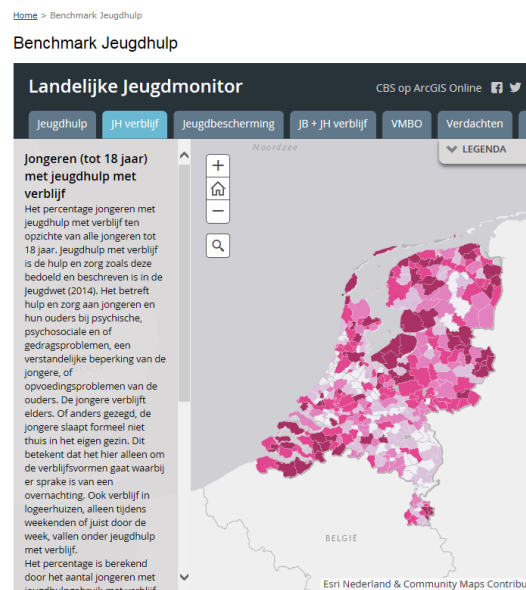 Home > Benchmark Jeugdhulp
Benchmark Jeugdhulp
Landelijke Jeugdmonitor
CBS op ArcGIS Online
Jeugdhulp
JH verblijf
Jeugdbescherming
JB + JH verblijf
VMBO
Verdachten
Jongeren (tot 18 jaar)
met jeugdhulp met
verblijf
Het percentage jongeren met
jeugdhulp met verblijf ten
opzichte van alle jongeren tot
18 jaar. Jeugdhulp met verblijf
is de hulp en zorg zoals deze
bedoeld en beschreven is in de
Jeugdwet (2014). Het betreft
hulp en zorg aan jongeren en
hun ouders bij psychische,
psychosociale en of
gedragsproblemen, een
verstandelijke beperking van de
jongere, of
opvoedingsproblemen van de
ouders. De jongere verblijft
elders. Of anders gezegd, de
jongere slaapt formeel niet
thuis in het eigen gezin. Dit
betekent dat het hier alleen om
de verblijfsvormen gaat waarbij
er sprake is van een
overnachting. Ook verblijf in
logeerhuizen, alleen tijdens
weekenden of juist door de
week, vallen onder jeugdhulp
met verblijf.
Het percentage is berekend
door het aantal jongeren met
jeugdhulpgebruik met verblijf
Noordzee
LEGENDA
BELGIË
Esri Nederland & Community Maps Contribu